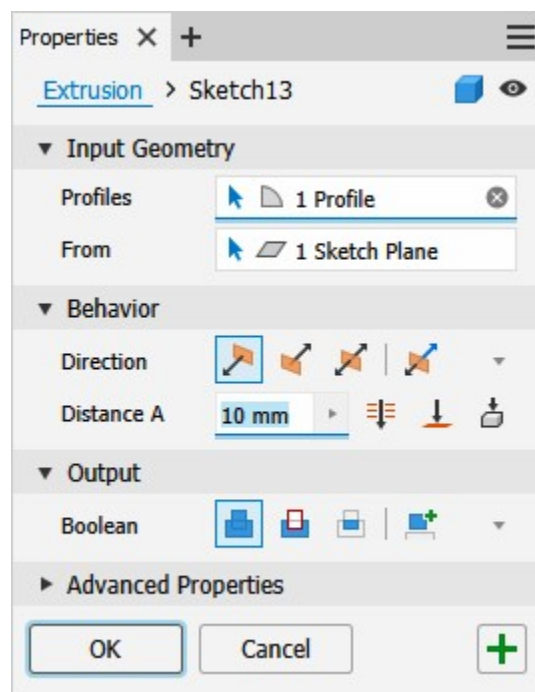 Properties
Extrusion > Sketch13
Input Geometry
Profiles 1 Profile
From 1 Sketch Plane
Behavior
Direction
Distance A 10 mm
Output
Boolean
Advanced Properties
OK Cancel